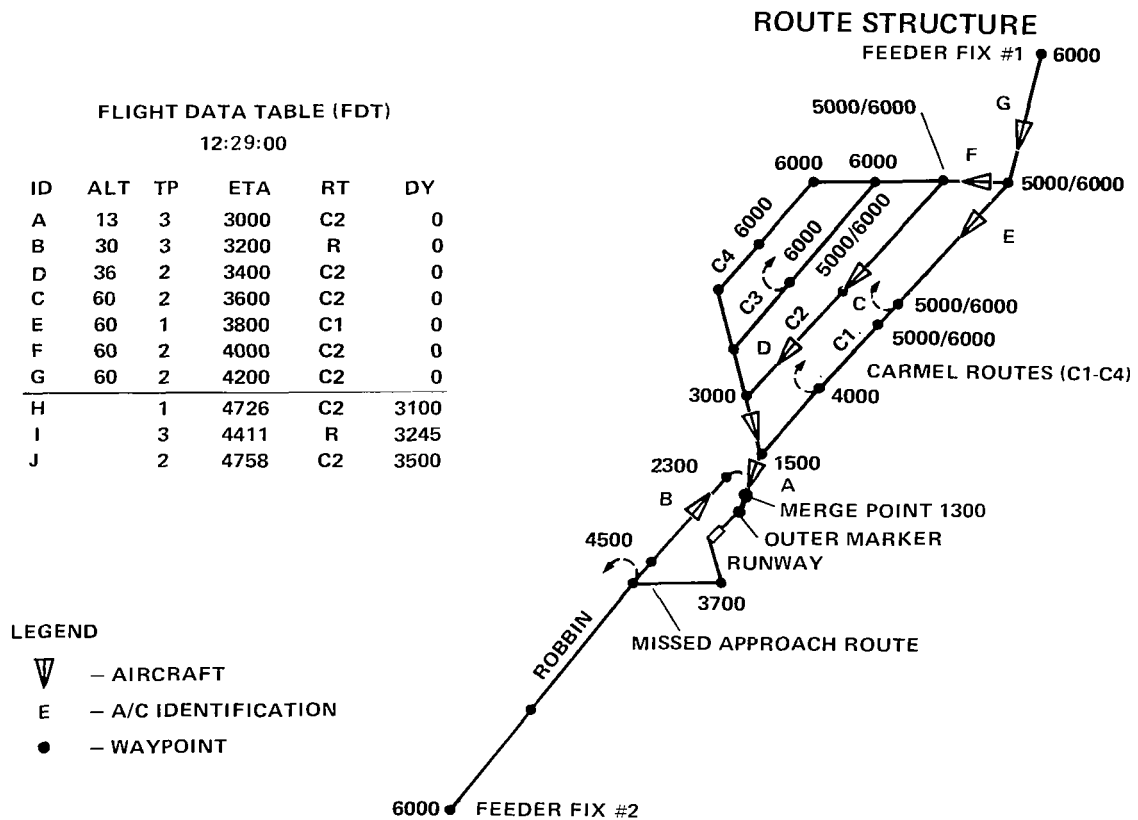 ROUTE STRUCTURE
FEEDER FIX #1
6000
FLIGHT DATA TABLE (FDT)
12:29:00
ID ALT TP ETA RT DY
A 13 3 3000 C2 0
B 30 3 3200 R 0
D 36 2 3400 C2 0
C 60 2 3600 C2 0
E 60 1 3800 C1 0
F 60 2 4000 C2 0
G 60 2 4200 C2 0
H 1 4726 C2 3100
I 3 4411 R 3245
J 2 4758 C2 3500
G
5000/6000
F
6000
6000
5000/6000
E
6000
6000
5000/6000
C4
C3
C2
C
5000/6000
D
C1
5000/6000
CARMEL ROUTES (C1-C4)
3000
4000
2300
1500
B
A
MERGE POINT 1300
4500
OUTER MARKER
RUNWAY
3700
MISSED APPROACH ROUTE
ROBBIN
LEGEND
– AIRCRAFT
E – A/C IDENTIFICATION
– WAYPOINT
6000
FEEDER FIX #2